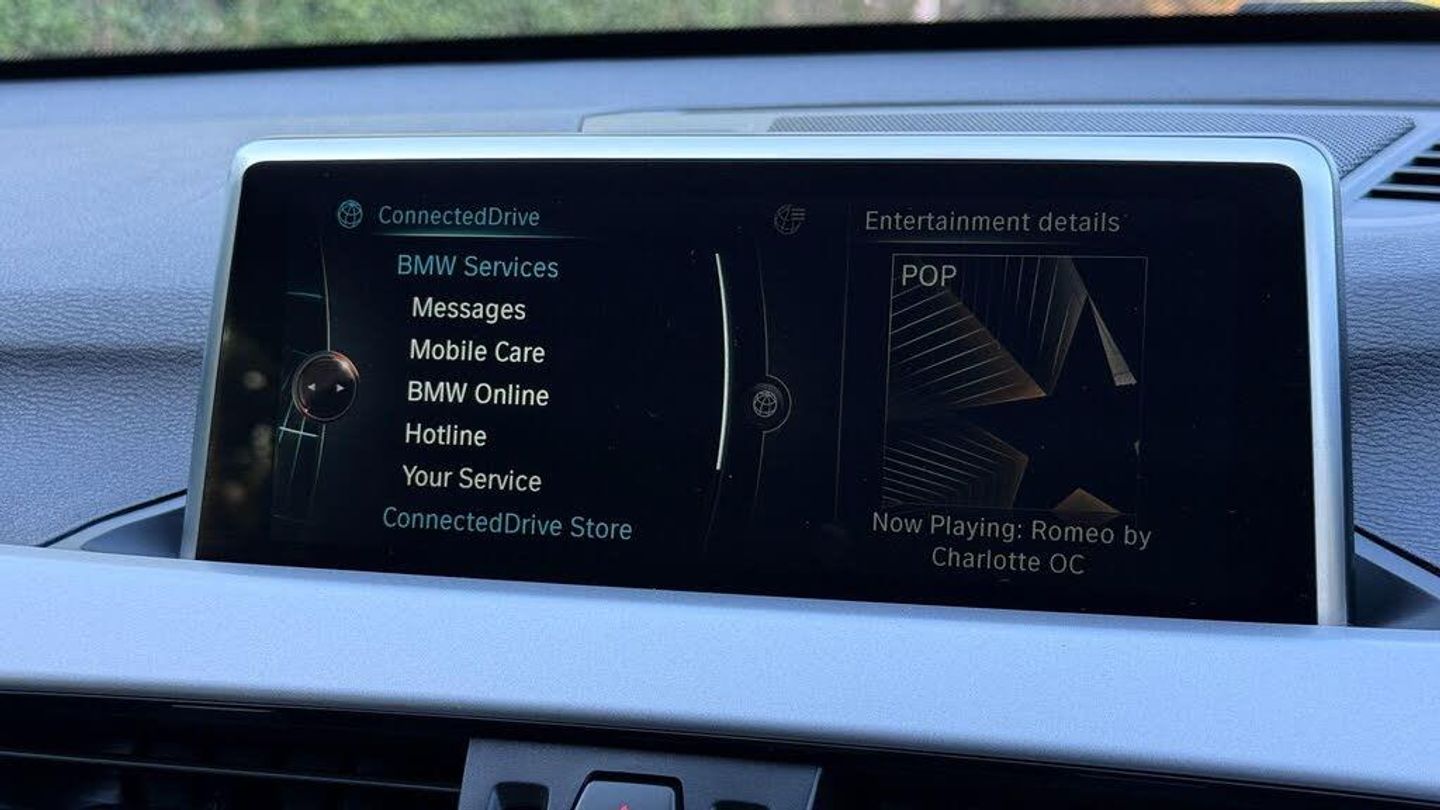 ConnectedDrive
BMW Services
Messages
Mobile Care
BMW Online
Hotline
Your Service
ConnectedDrive Store
Entertainment details
POP
Now Playing: Romeo by
Charlotte OC